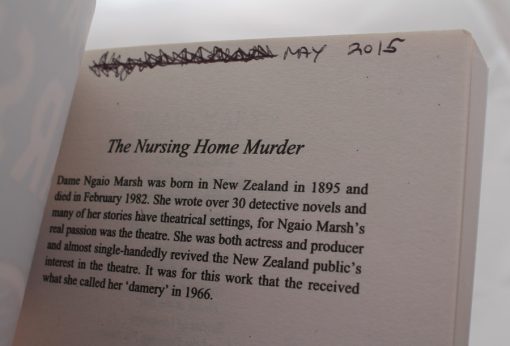 MAY 2015
The Nursing Home Murder
Dame Ngaio Marsh was born in New Zealand in 1895 and
died in February 1982. She wrote over 30 detective novels and
many of her stories have theatrical settings, for Ngaio Marsh's
real passion was the theatre. She was both actress and producer
and almost single-handedly revived the New Zealand public's
interest in the theatre. It was for this work that the received
what she called her 'damery' in 1966.